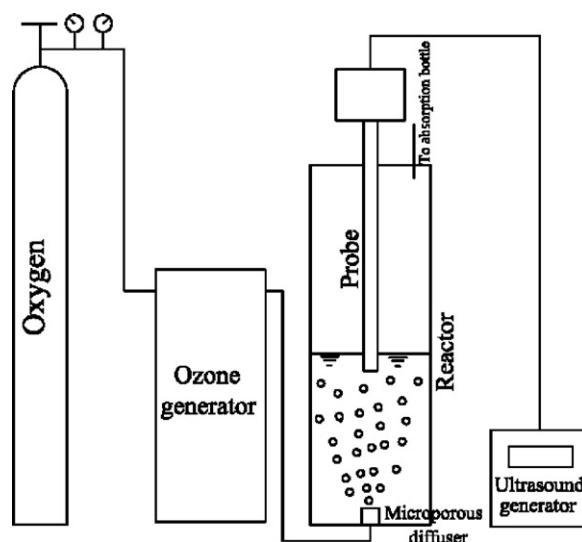 Oxygen
Ozone
generator
Probe
To absorption bottle
Reactor
Microporous
diffuser
Ultrasound
generator